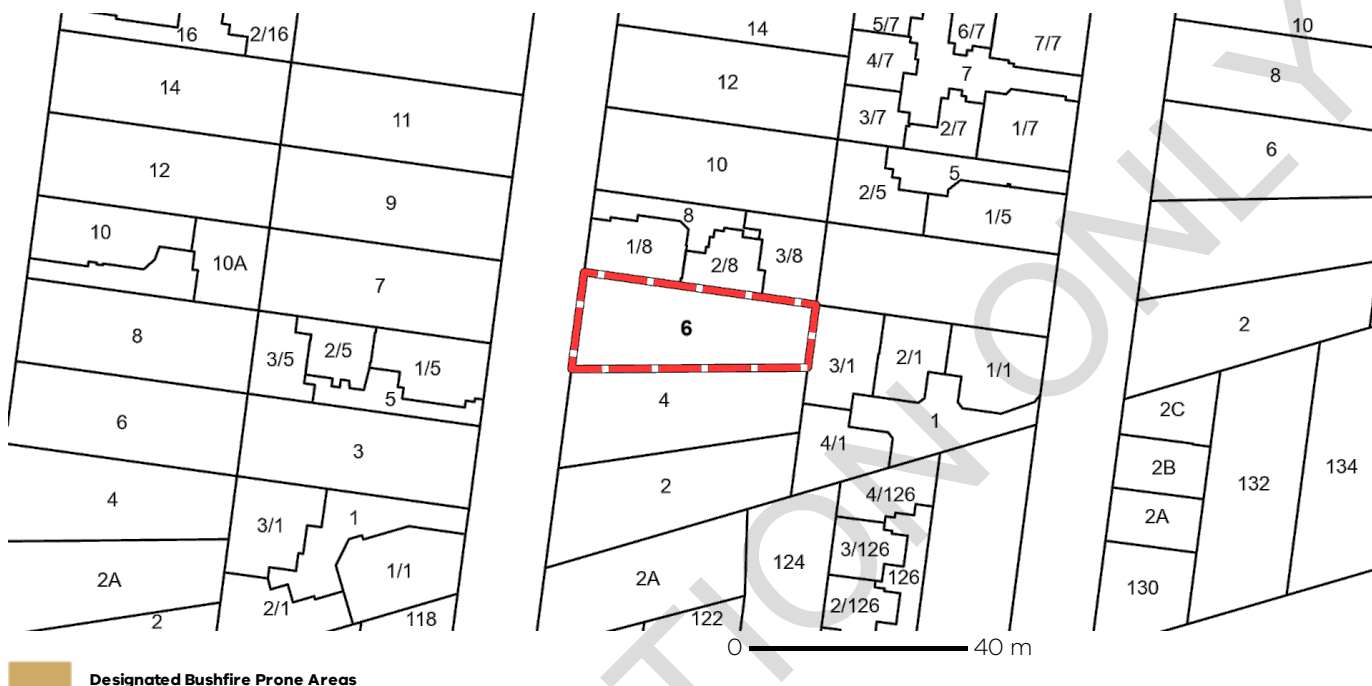 16 2/16 14 5/7 6/7 7/7 10
14 11 12 4/7 7 8
3/7 2/7 1/7
12 9 10 5 6
2/5 1/5
10 10A 7 8
1/8 2/8 3/8
8 3/5 2/5 1/5 6 2
5 3/1 2/1 1/1
6 3 4 1 2C
4/1
4 3/1 1 2 4/126 2B 132 134
2A
2A 1/1 2A 124 3/126 126 130
2 2/1 118 122 2/126
TION ONLY
0 40 m
Designated Bushfire Prone Areas